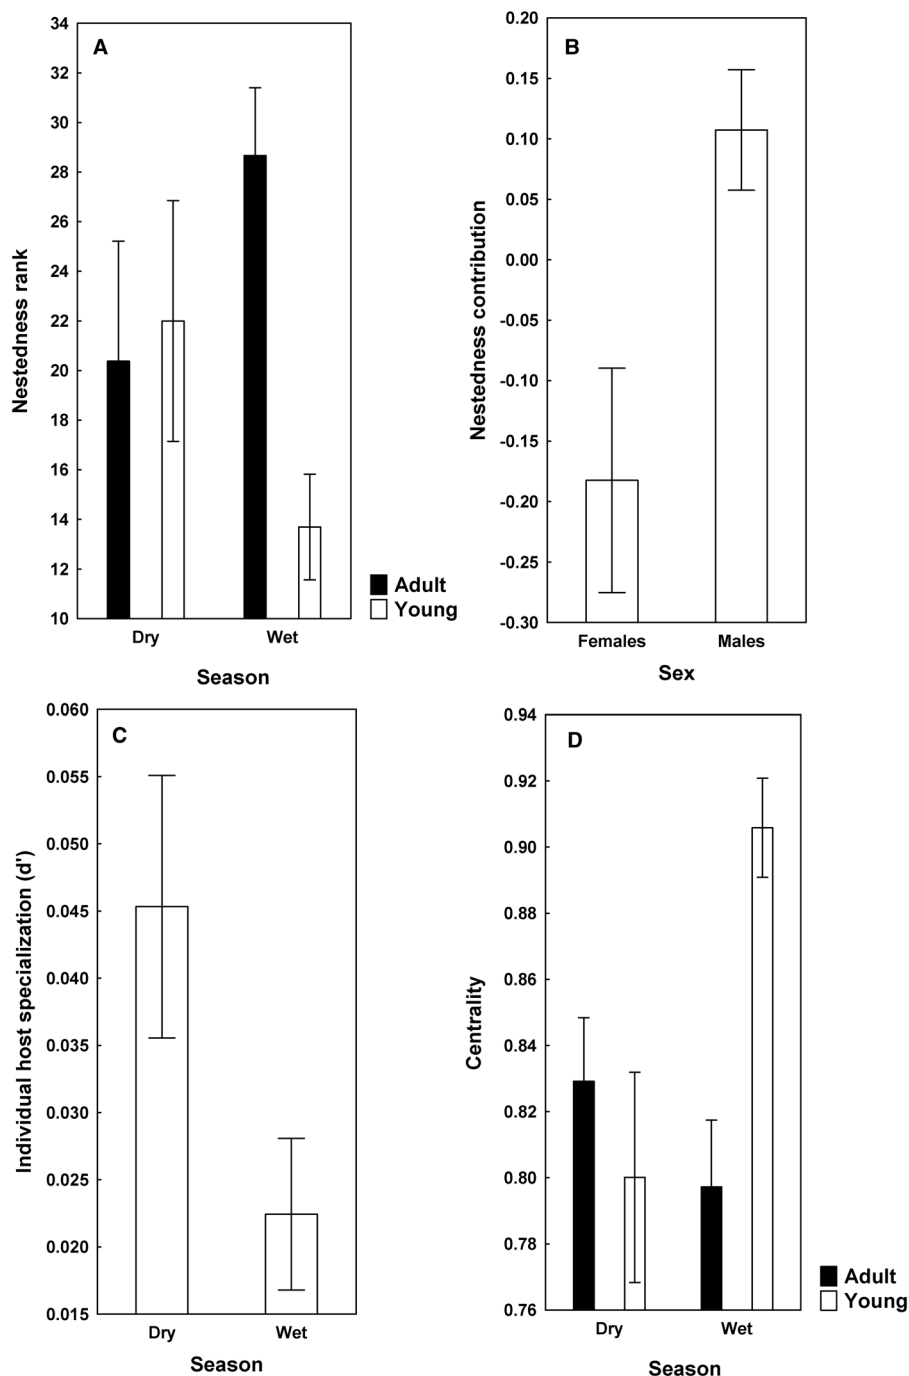 A
Nestedness rank
34
32
30
28
26
24
22
20
18
16
14
12
10
Dry
Wet
Season
Adult
Young
B
Nestedness contribution
0.20
0.15
0.10
0.05
0.00
-0.05
-0.10
-0.15
-0.20
-0.25
-0.30
Females
Males
Sex
C
Individual host specialization (d')
0.060
0.055
0.050
0.045
0.040
0.035
0.030
0.025
0.020
0.015
Dry
Wet
Season
D
Centrality
0.94
0.92
0.90
0.88
0.86
0.84
0.82
0.80
0.78
0.76
Dry
Wet
Season
Adult
Young